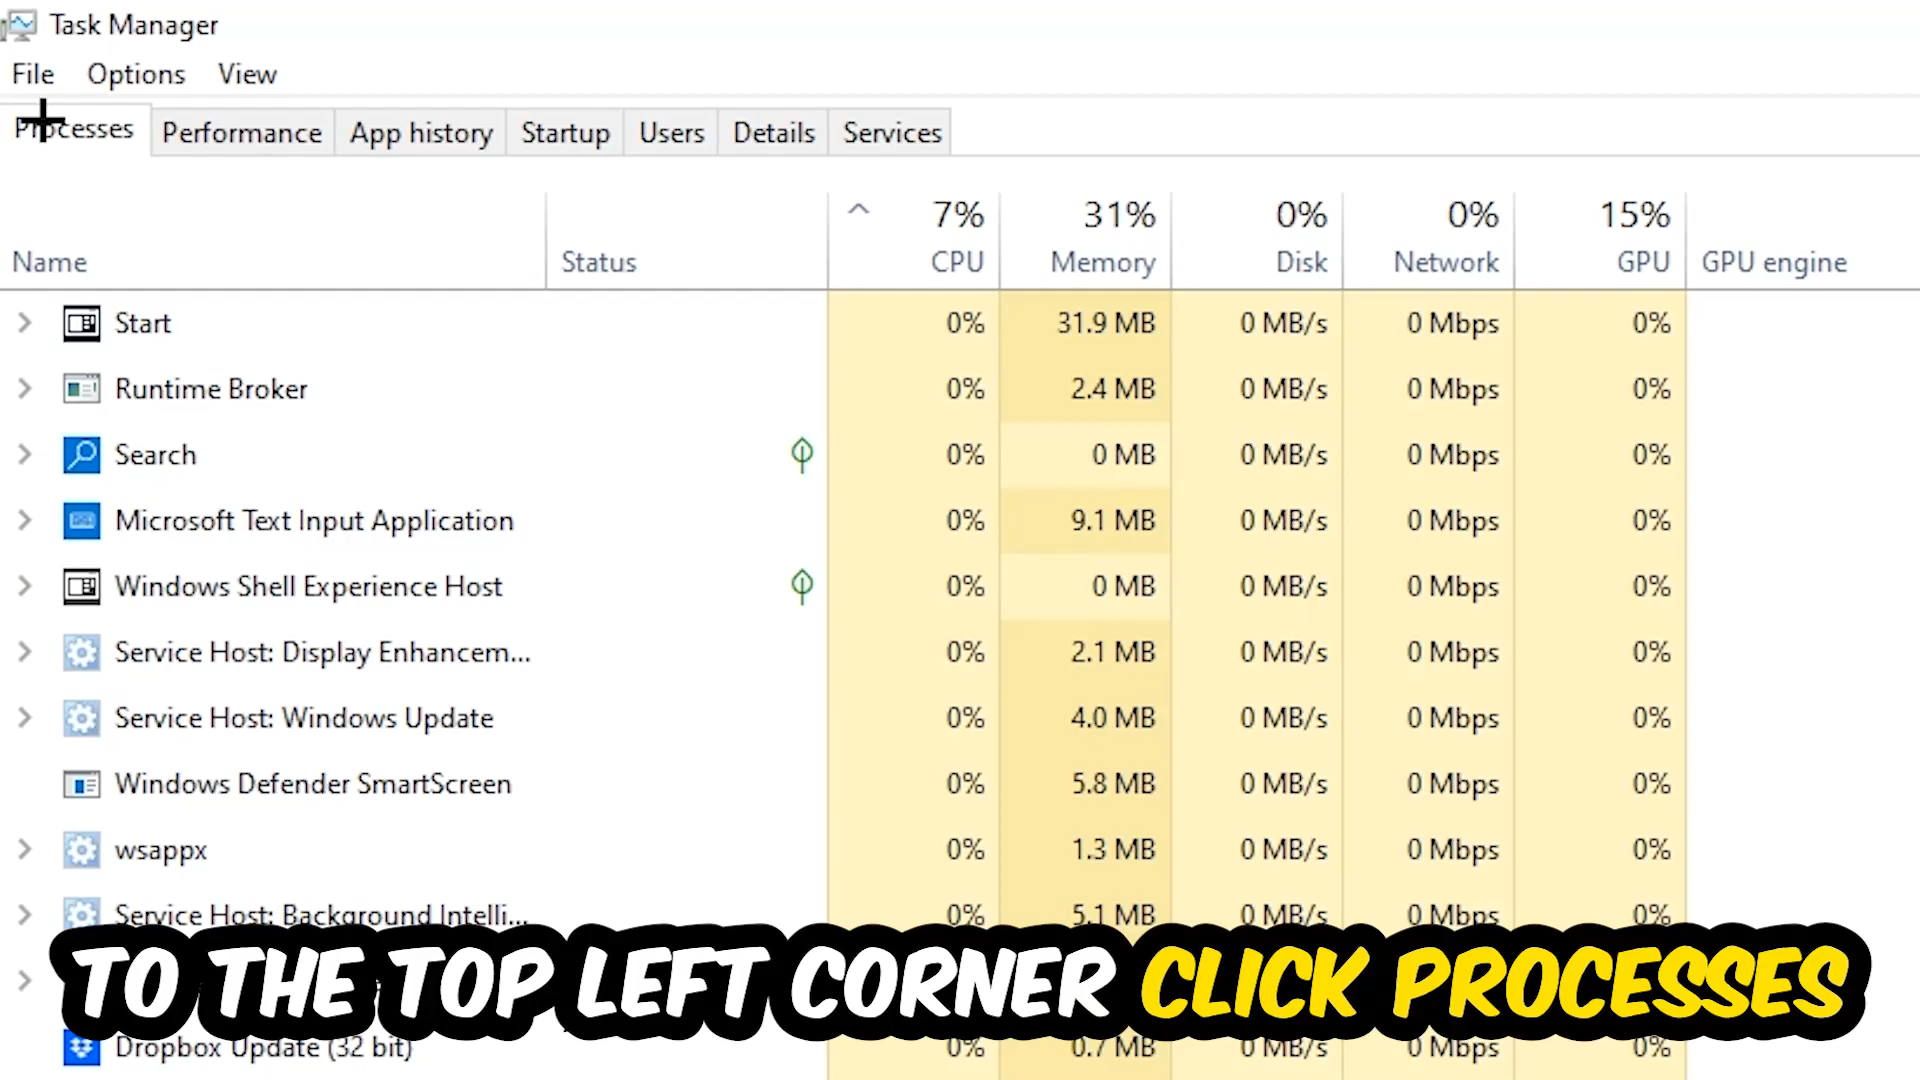 Task Manager
File Options View
Processes Performance App history Startup Users Details Services
7% 31% 0% 0% 15%
Name Status CPU Memory Disk Network GPU GPU engine
Start 0% 31.9 MB 0 MB/s 0 Mbps 0%
Runtime Broker 0% 2.4 MB 0 MB/s 0 Mbps 0%
Search 0% 0 MB 0 MB/s 0 Mbps 0%
Microsoft Text Input Application 0% 9.1 MB 0 MB/s 0 Mbps 0%
Windows Shell Experience Host 0% 0 MB 0 MB/s 0 Mbps 0%
Service Host: Display Enhancem... 0% 2.1 MB 0 MB/s 0 Mbps 0%
Service Host: Windows Update 0% 4.0 MB 0 MB/s 0 Mbps 0%
Windows Defender SmartScreen 0% 5.8 MB 0 MB/s 0 Mbps 0%
wsappx 0% 1.3 MB 0 MB/s 0 Mbps 0%
Service Host: Background Intelli... 0% 5.1 MB 0 MB/s 0 Mbps 0%
TO THE TOP LEFT CORNER CLICK PROCESSES
Dropbox Update (32 bit) 0% 0.7 MB 0 MB/s 0 Mbps 0%